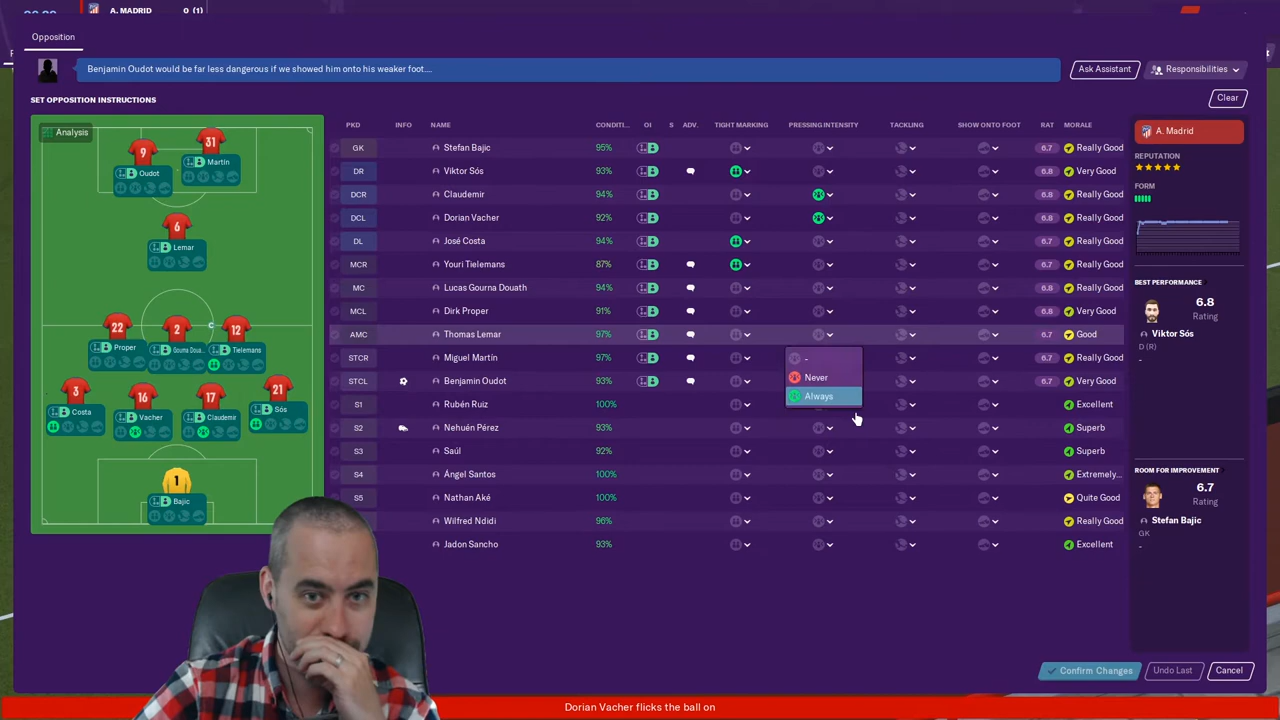 A. MADRID 0 (1)
Opposition
Benjamin Oudot would be far less dangerous if we showed him onto his weaker foot....
Ask Assistant
Responsibilities
SET OPPOSITION INSTRUCTIONS
Clear
Analysis
31
9
Martín
Oudot
6
Lemar
22
2
12
Proper
Gourna Doua...
Tielemans
3
16
17
21
Costa
Vacher
Claudemir
Sós
1
Bajic
PKD INFO NAME CONDITI... OI S ADV. TIGHT MARKING PRESSING INTENSITY TACKLING SHOW ONTO FOOT RAT MORALE
GK Stefan Bajic 95% 6.7 Really Good
DR Viktor Sós 93% 6.8 Very Good
DCR Claudemir 94% 6.8 Really Good
DCL Dorian Vacher 92% 6.8 Really Good
DL José Costa 94% 6.7 Really Good
MCR Youri Tielemans 87% 6.7 Really Good
MC Lucas Gourna Douath 94% 6.8 Really Good
MCL Dirk Proper 91% 6.8 Really Good
AMC Thomas Lemar 97% 6.7 Good
STCR Miguel Martín 97% 6.7 Really Good
STCL Benjamin Oudot 93% 6.7 Very Good
S1 Rubén Ruiz 100% Excellent
S2 Nehuén Pérez 93% Superb
S3 Saúl 92% Superb
S4 Ángel Santos 100% Extremely...
S5 Nathan Aké 100% Quite Good
Wilfred Ndidi 96% Really Good
Jadon Sancho 93% Excellent
-
Never
Always
A. Madrid
REPUTATION
FORM
BEST PERFORMANCE
6.8
Rating
Viktor Sós
D (R)
-
ROOM FOR IMPROVEMENT
6.7
Rating
Stefan Bajic
GK
-
Confirm Changes
Undo Last
Cancel
Dorian Vacher flicks the ball on